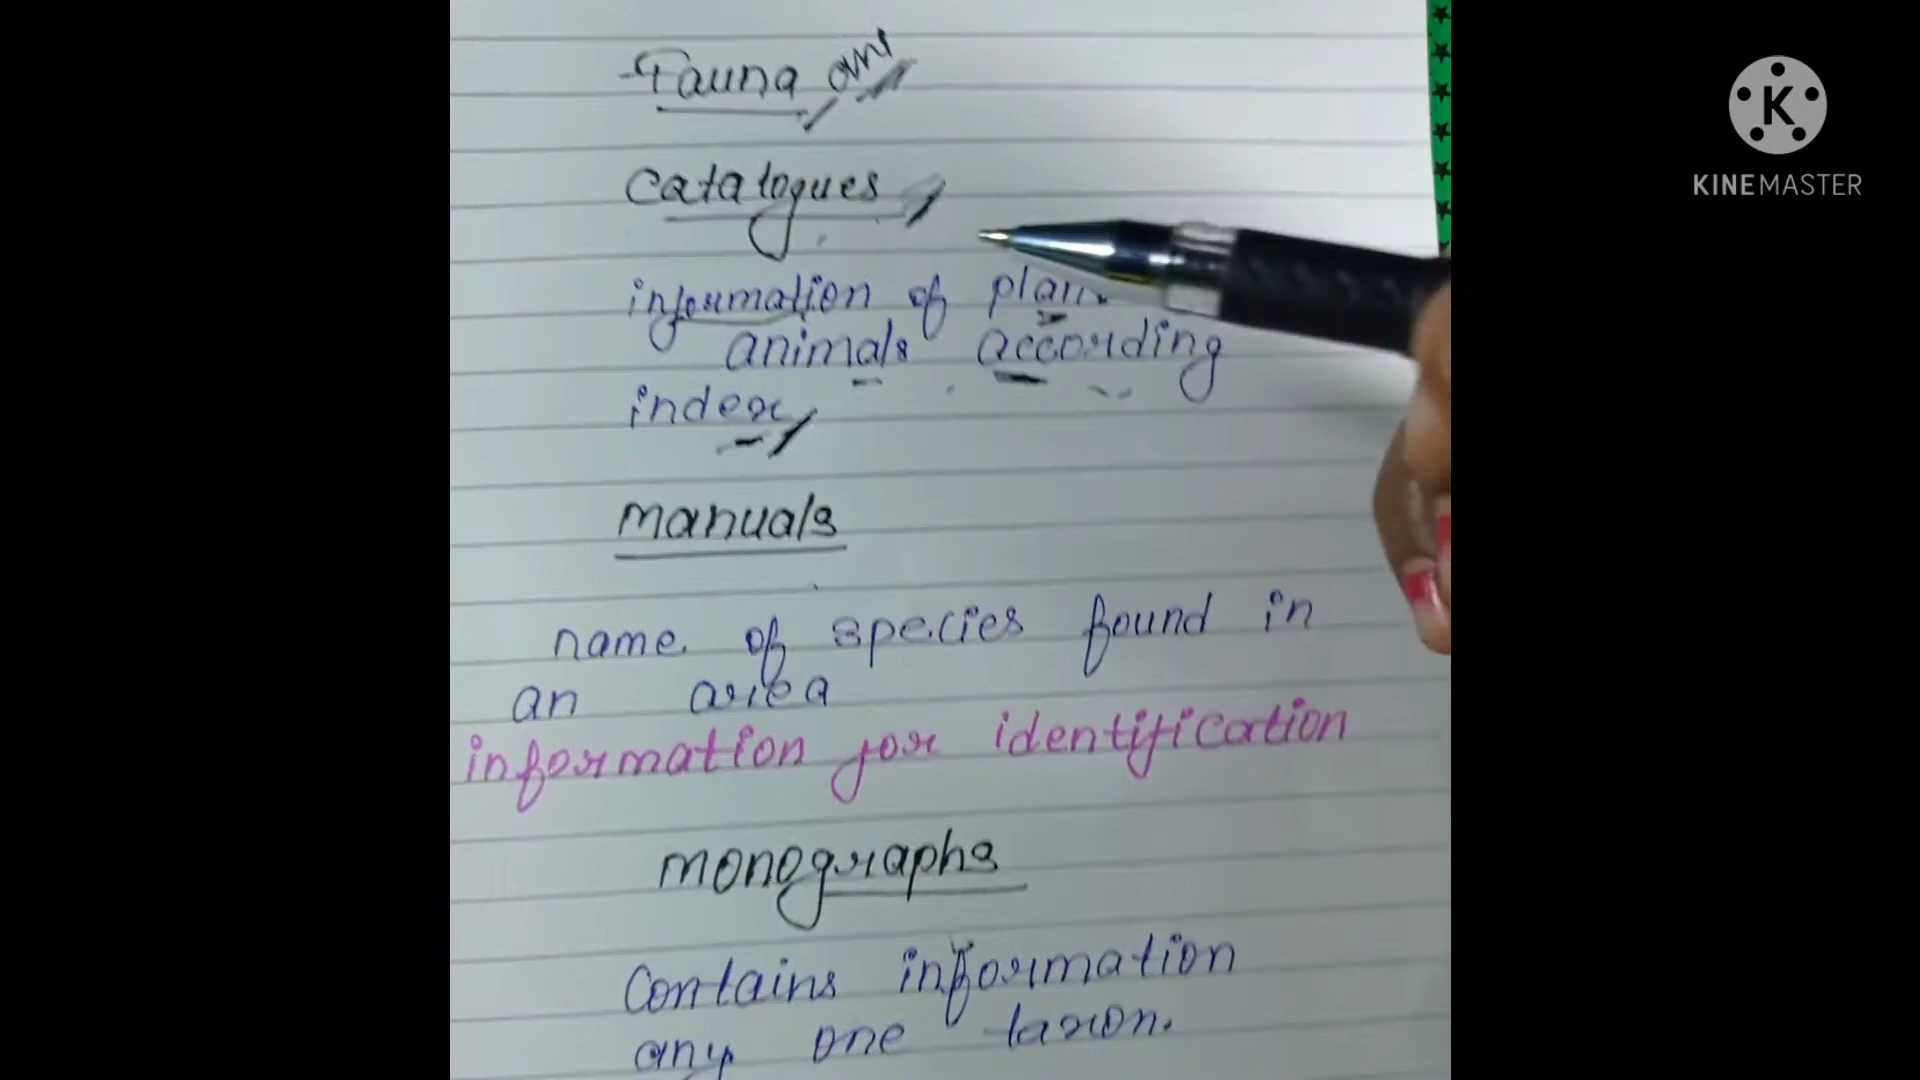 Fauna ani
Catalogues
information of plan
animals according
index
manuals
name of species found in
an area
information for identification
monographs
Contains information
any one taxon.
K
KINEMASTER